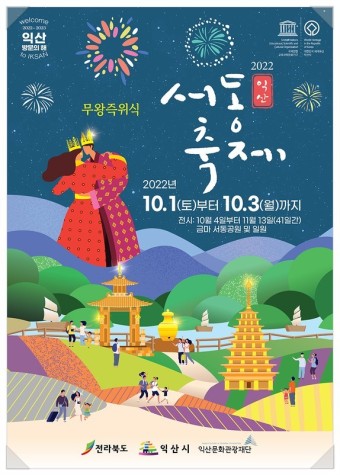 welcome
2022~2023
익산
방문의 해
to IKSAN
무왕즉위식
2022
익산
서동
축제
2022년
10.1(토)부터 10.3(월)까지
전시: 10월 4일부터 11월 13일(41일간)
금마 서동공원 및 일원
전라북도
익산시
익산문화관광재단